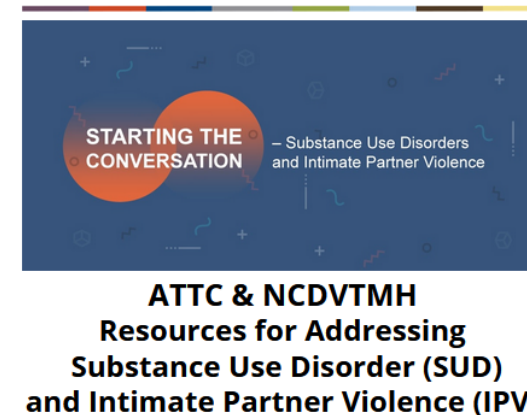 STARTING THE
CONVERSATION
– Substance Use Disorders
and Intimate Partner Violence
ATTC & NCDVTMH
Resources for Addressing
Substance Use Disorder (SUD)
and Intimate Partner Violence (IPV